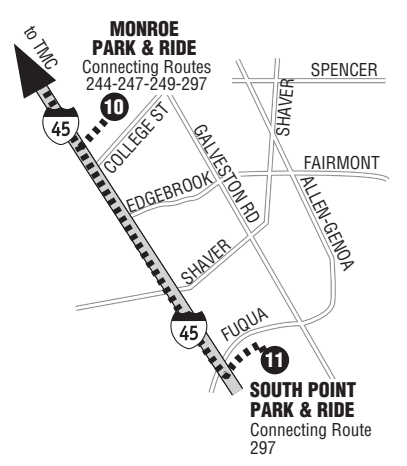 to TMC
MONROE
PARK & RIDE
Connecting Routes
244-247-249-297
10
45
COLLEGE ST
SPENCER
SHAVER
GALVESTON RD
FAIRMONT
EDGEBROOK
ALLEN-GENOA
SHAVER
45
FUQUA
11
SOUTH POINT
PARK & RIDE
Connecting Route
297